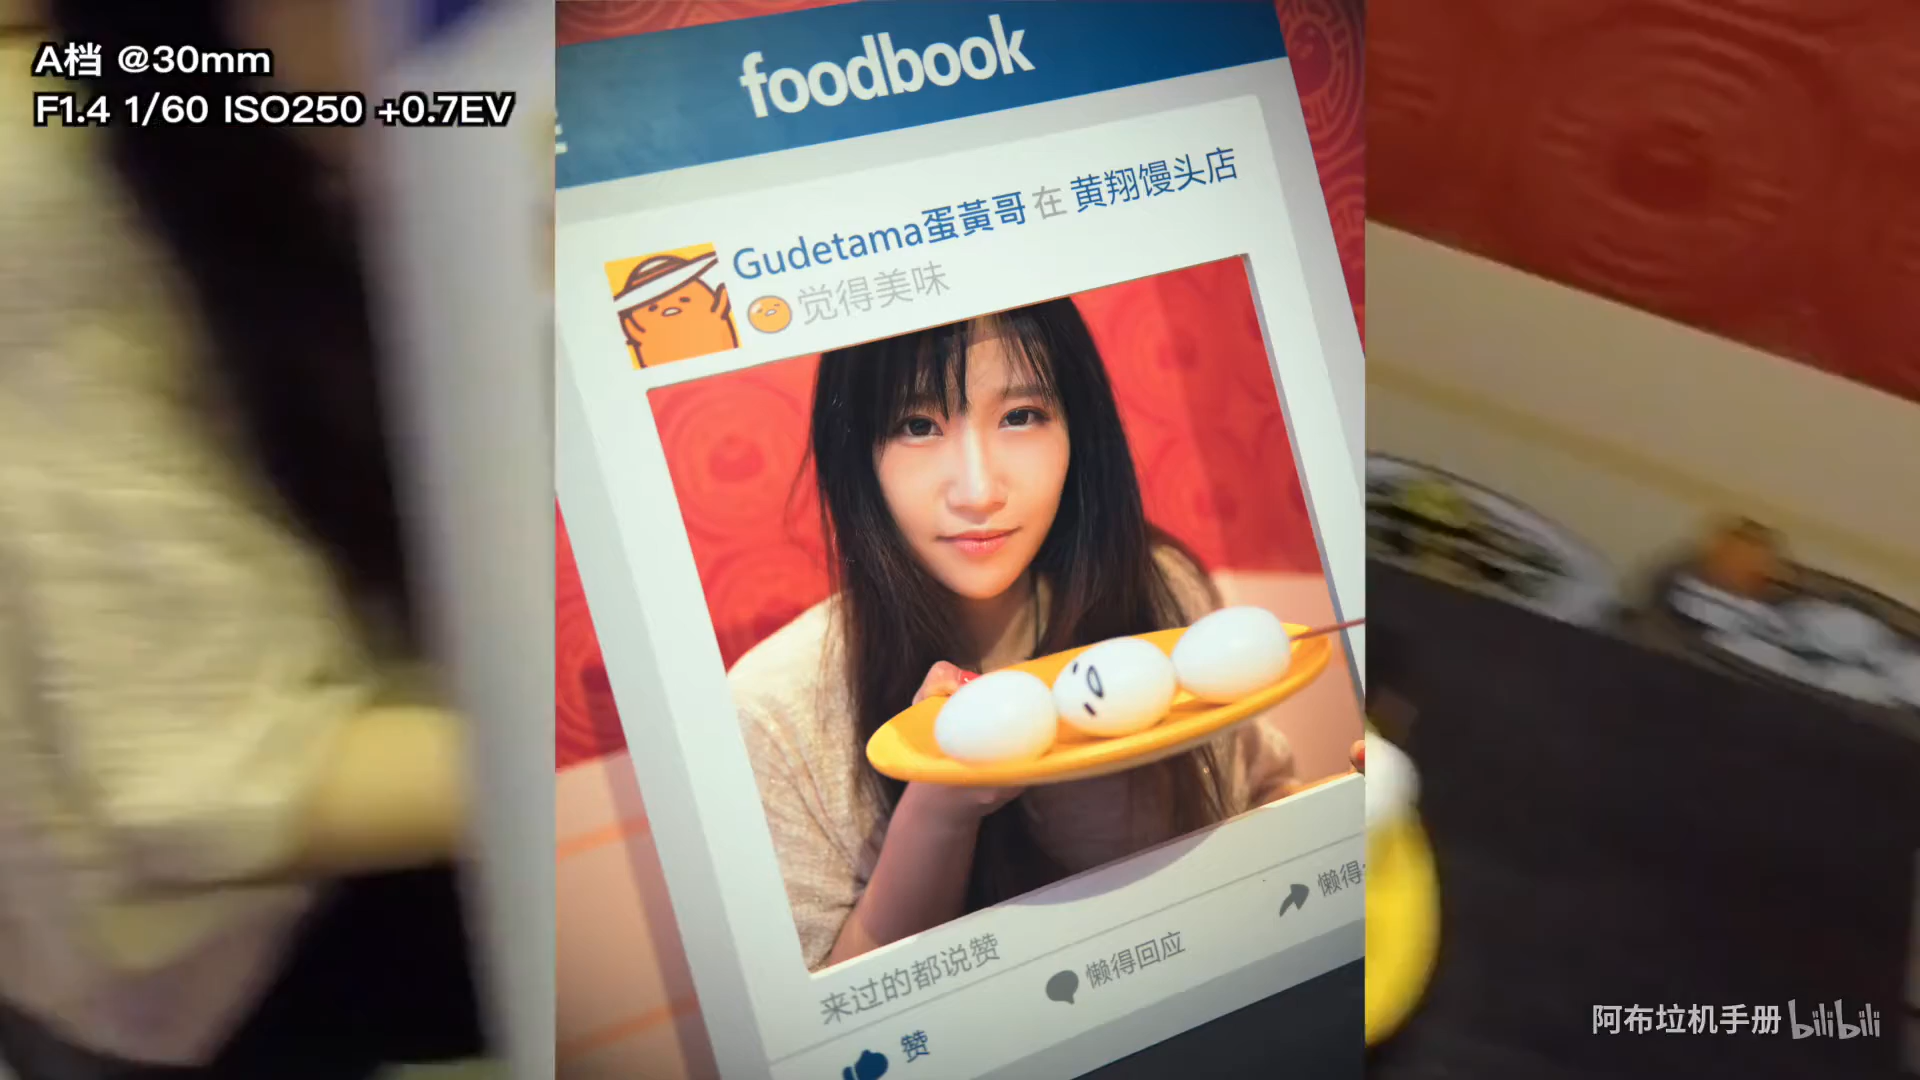 A档 @30mm
F1.4 1/60 ISO250 +0.7EV
foodbook
Gudetama蛋黃哥 在 黄翔馒头店
觉得美味
来过的都说赞
赞
懒得回应
懒得
阿布垃机手册 bilibili